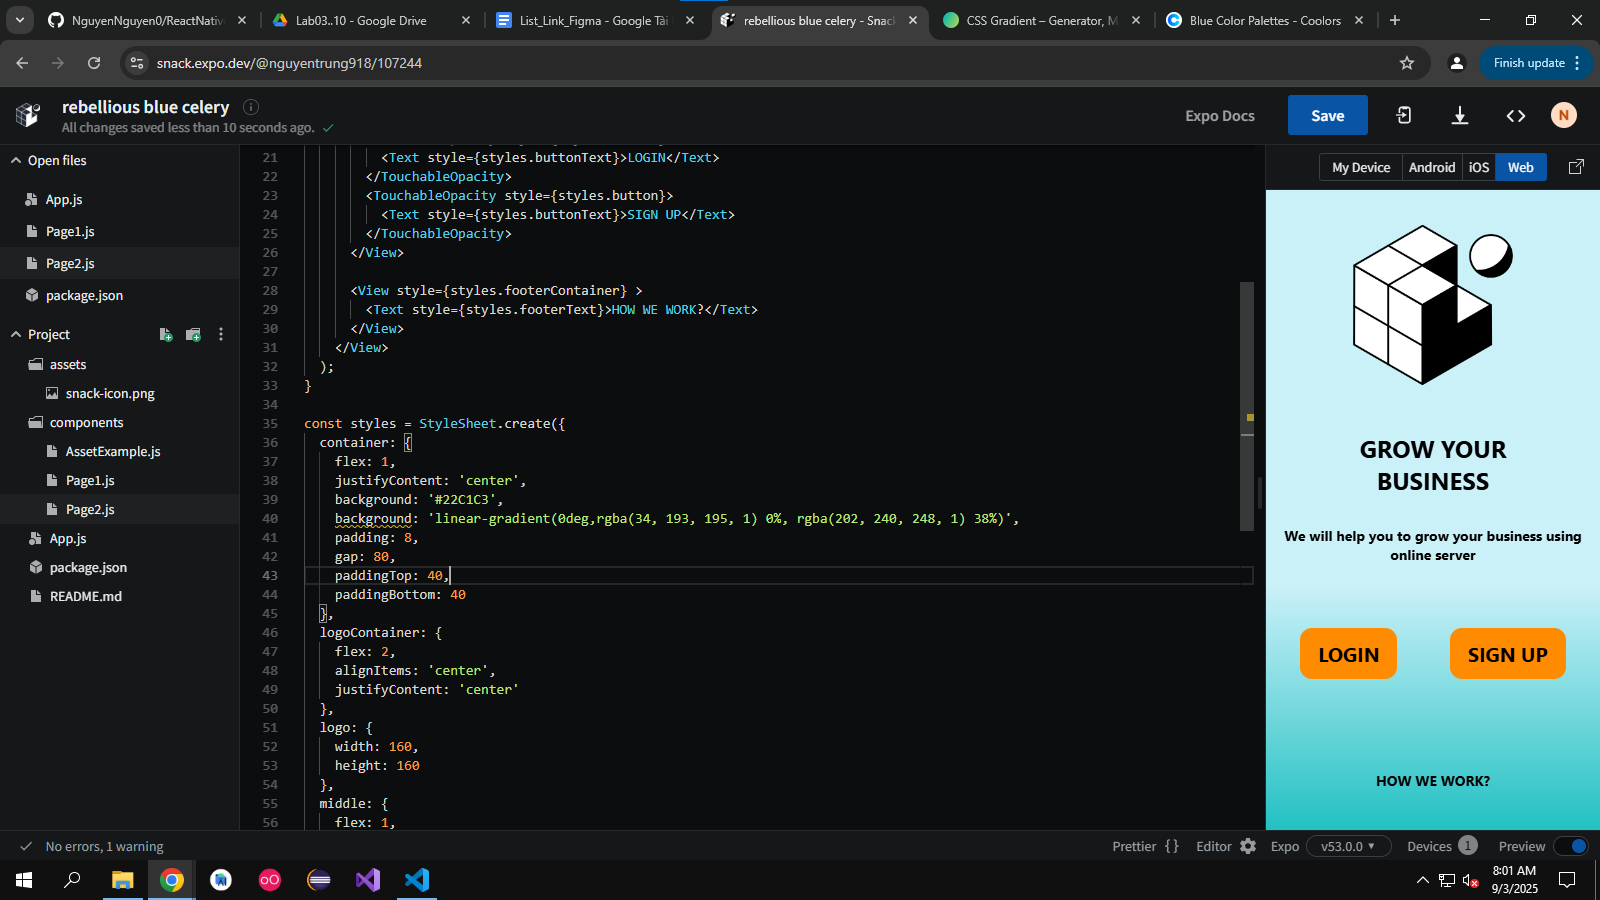 NguyenNguyen0/ReactNativ
Lab03..10 - Google Drive
List_Link_Figma - Google Tài
rebellious blue celery - Snac
CSS Gradient – Generator, M
Blue Color Palettes - Coolors
snack.expo.dev/@nguyentrung918/107244
Finish update
rebellious blue celery
All changes saved less than 10 seconds ago.
Expo Docs
Save
N
Open files
App.js
Page1.js
Page2.js
package.json
Project
assets
snack-icon.png
components
AssetExample.js
Page1.js
Page2.js
App.js
package.json
README.md
21 <Text style={styles.buttonText}>LOGIN</Text>
22 </TouchableOpacity>
23 <TouchableOpacity style={styles.button}>
24 <Text style={styles.buttonText}>SIGN UP</Text>
25 </TouchableOpacity>
26 </View>
27
28 <View style={styles.footerContainer} >
29 <Text style={styles.footerText}>HOW WE WORK?</Text>
30 </View>
31 </View>
32 );
33 }
34
35 const styles = StyleSheet.create({
36 container: {
37 flex: 1,
38 justifyContent: 'center',
39 background: '#22C1C3',
40 background: 'linear-gradient(0deg,rgba(34, 193, 195, 1) 0%, rgba(202, 240, 248, 1) 38%)',
41 padding: 8,
42 gap: 80,
43 paddingTop: 40,
44 paddingBottom: 40
45 },
46 logoContainer: {
47 flex: 2,
48 alignItems: 'center',
49 justifyContent: 'center'
50 },
51 logo: {
52 width: 160,
53 height: 160
54 },
55 middle: {
56 flex: 1,
My Device Android iOS Web
GROW YOUR
BUSINESS
We will help you to grow your business using
online server
LOGIN SIGN UP
HOW WE WORK?
No errors, 1 warning
Prettier { } Editor Expo v53.0.0 Devices 1 Preview
8:01 AM
9/3/2025